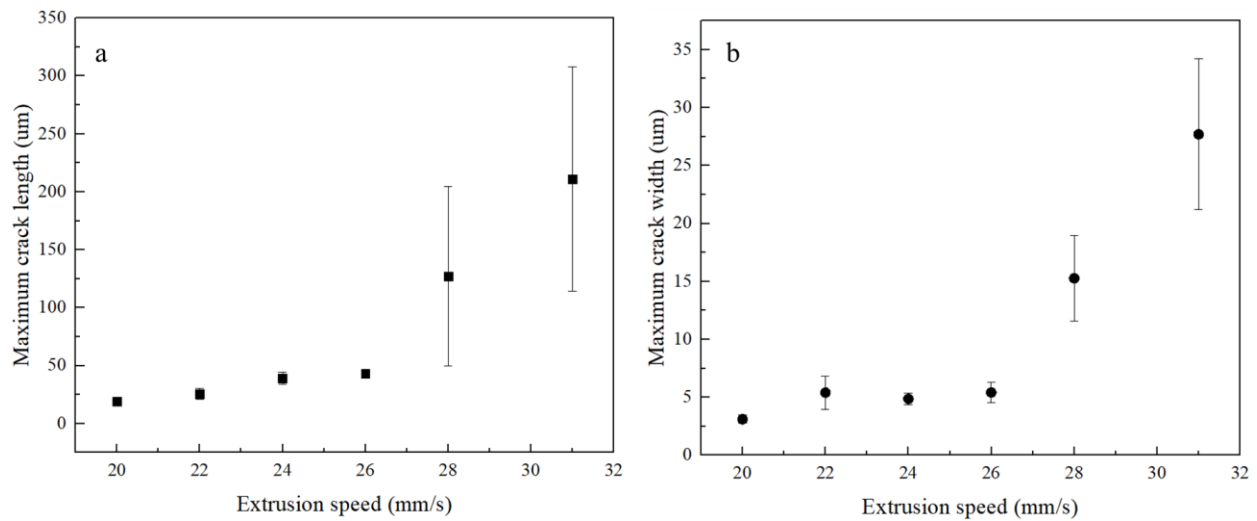 a
Maximum crack length (um)
350
300
250
200
150
100
50
0
20 22 24 26 28 30 32
Extrusion speed (mm/s)
b
Maximum crack width (um)
35
30
25
20
15
10
5
0
20 22 24 26 28 30 32
Extrusion speed (mm/s)